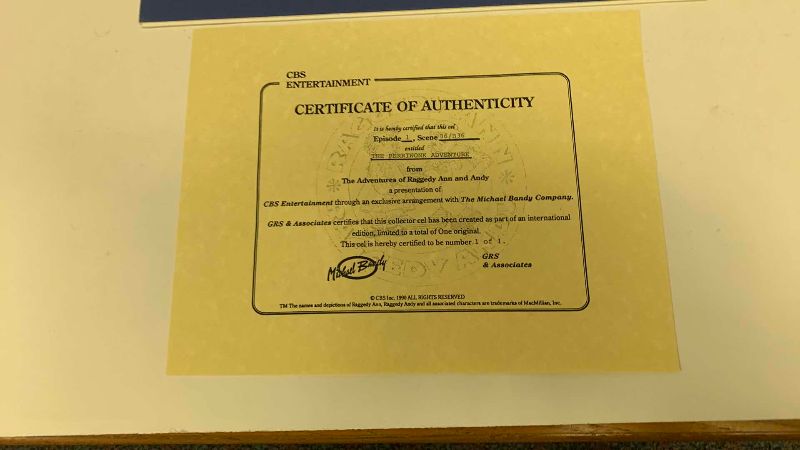 CBS
ENTERTAINMENT
CERTIFICATE OF AUTHENTICITY
It is hereby certified that this cel
Episode 1, Scene 36/336
entitled
THE PERRIWONK ADVENTURE
from
The Adventures of Raggedy Ann and Andy
a presentation of
CBS Entertainment through an exclusive arrangement with The Michael Bandy Company.
GRS & Associates certifies that this collector cel has been created as part of an international
edition, limited to a total of One original.
This cel is hereby certified to be number 1 of 1.
Michael Bandy
GRS
& Associates
© CBS Inc. 1990 ALL RIGHTS RESERVED
TM The names and depictions of Raggedy Ann, Raggedy Andy and all associated characters are trademarks of MacMillan, Inc.